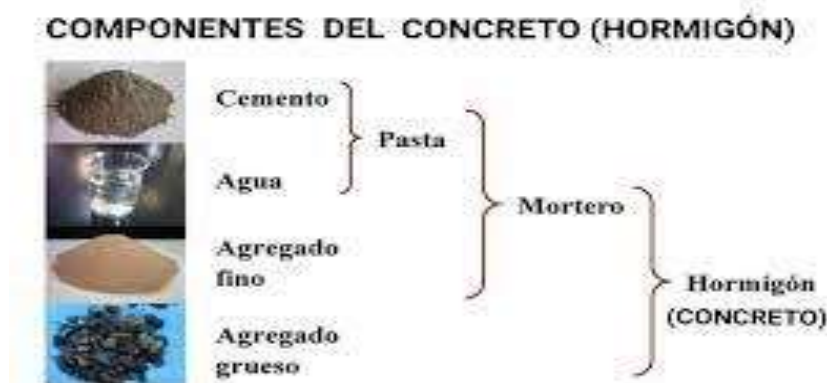 COMPONENTES DEL CONCRETO (HORMIGÓN)
Cemento
Pasta
Agua
Mortero
Agregado
fino
Hormigón
(CONCRETO)
Agregado
grueso